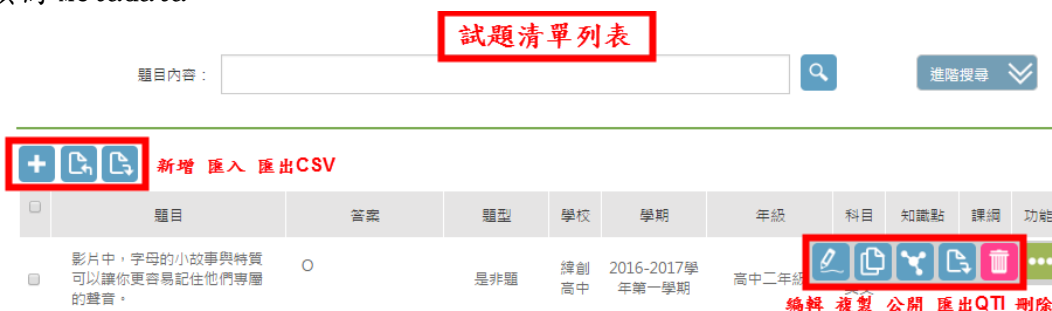 試題清單列表
題目內容：
進階搜尋
新增 匯入 匯出CSV
題目 答案 題型 學校 學期 年級 科目 知識點 課綱 功能
影片中，字母的小故事與特質
可以讓你更容易記住他們專屬
的聲音。
O
是非題
緯創
高中
2016-2017學
年第一學期
高中二年級
編輯 複製 公開 匯出QTI 刪除